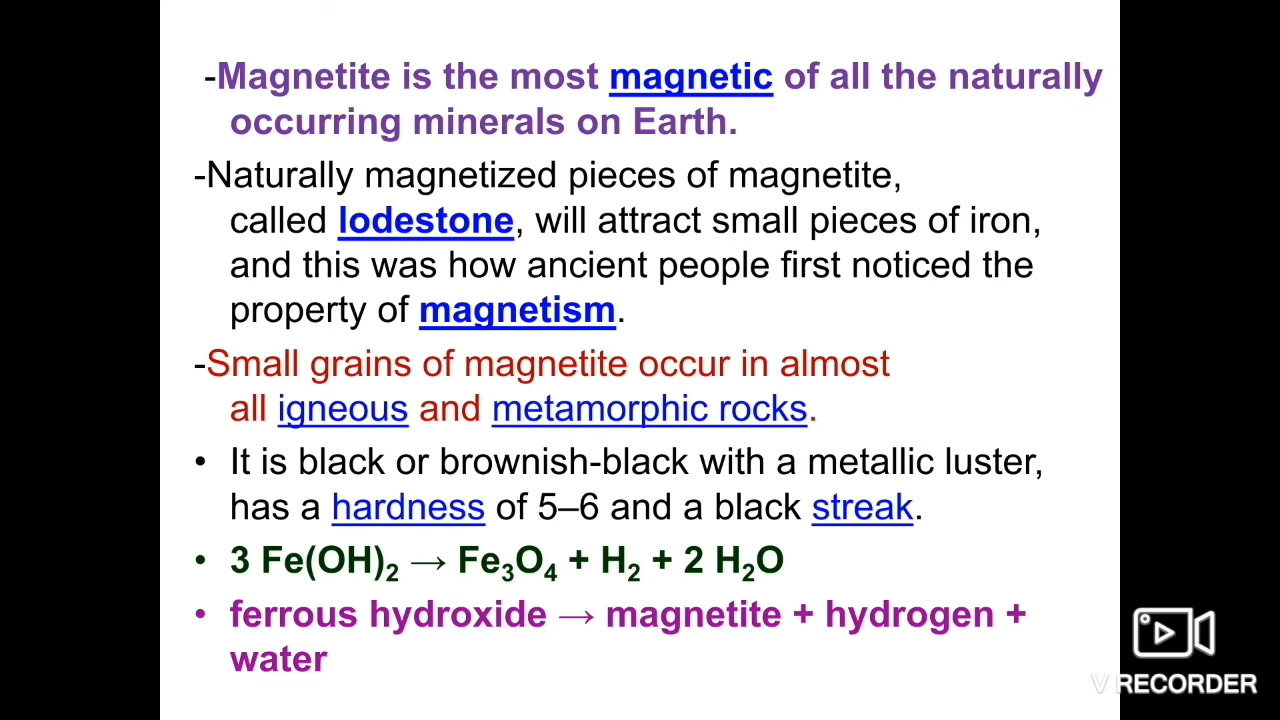 -Magnetite is the most magnetic of all the naturally
occurring minerals on Earth.
-Naturally magnetized pieces of magnetite,
called lodestone, will attract small pieces of iron,
and this was how ancient people first noticed the
property of magnetism.
-Small grains of magnetite occur in almost
all igneous and metamorphic rocks.
• It is black or brownish-black with a metallic luster,
has a hardness of 5–6 and a black streak.
• 3 Fe(OH)₂ → Fe₃O₄ + H₂ + 2 H₂O
• ferrous hydroxide → magnetite + hydrogen +
water
V RECORDER